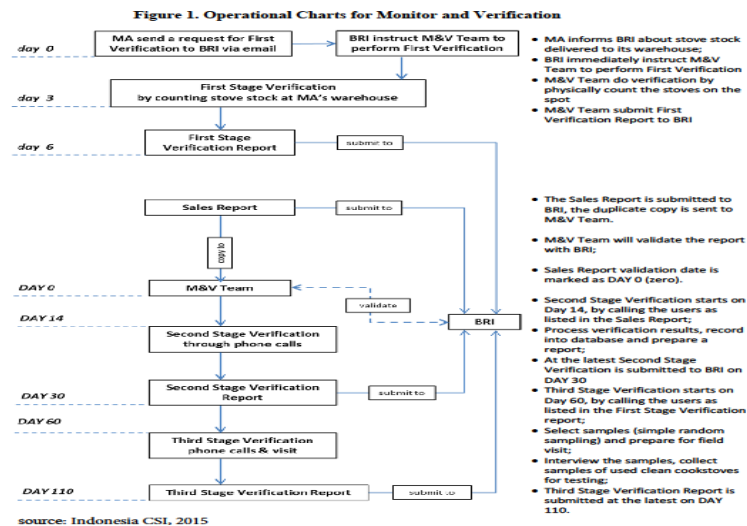 Figure 1. Operational Charts for Monitor and Verification
day 0
MA send a request for First
Verification to BRI via email
BRI instruct M&V Team to
perform First Verification
day 3
First Stage Verification
by counting stove stock at MA's warehouse
day 6
First Stage
Verification Report
submit to
Sales Report
submit to
copy to
DAY 0
M&V Team
validate
BRI
DAY 14
Second Stage Verification
through phone calls
DAY 30
Second Stage Verification
Report
submit to
DAY 60
Third Stage Verification
phone calls & visit
DAY 110
Third Stage Verification Report
submit to
• MA informs BRI about stove stock
delivered to its warehouse;
• BRI immediately instruct M&V
Team to perform First Verification
• M&V Team do verification by
physically count the stoves on the
spot
• M&V Team submit First
Verification Report to BRI
• The Sales Report is submitted to
BRI, the duplicate copy is sent to
M&V Team.
• M&V Team will validate the report
with BRI;
• Sales Report validation date is
marked as DAY 0 (zero).
• Second Stage Verification starts on
Day 14, by calling the users as
listed in the Sales Report;
• Process verification results, record
into database and prepare a
report;
• At the latest Second Stage
Verification is submitted to BRI on
DAY 30
• Third Stage Verification starts on
Day 60, by calling the users as
listed in the First Stage Verification
report;
• Select samples (simple random
sampling) and prepare for field
visit;
• Interview the samples, collect
samples of used clean cookstoves
for testing;
• Third Stage Verification Report is
submitted at the latest on DAY
110.
source: Indonesia CSI, 2015